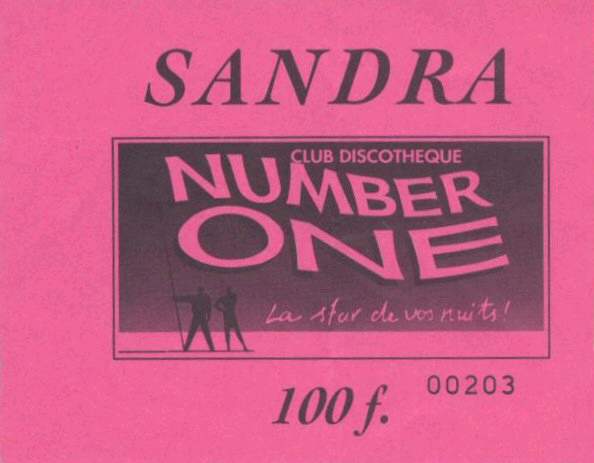 SANDRA
CLUB DISCOTHEQUE
NUMBER
ONE
La star de vos nuits!
100 f.
00203